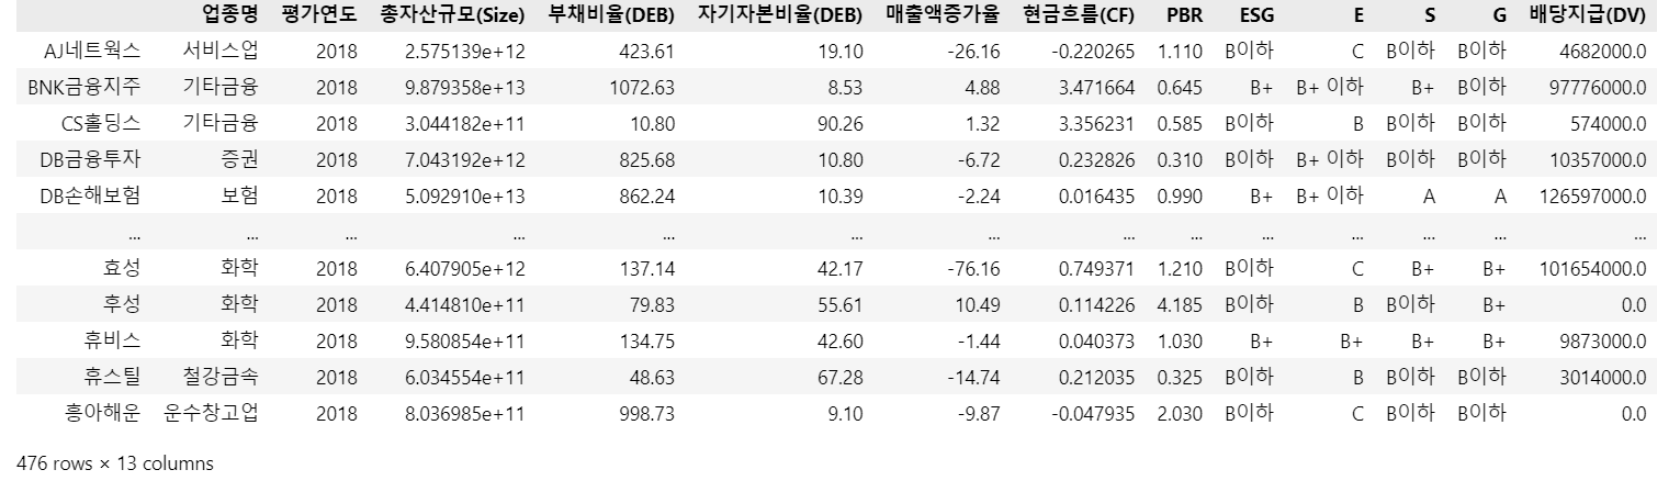 업종명 평가연도 총자산규모(Size) 부채비율(DEB) 자기자본비율(DEB) 매출액증가율 현금흐름(CF) PBR ESG E S G 배당지급(DV)
AJ네트웍스 서비스업 2018 2.575139e+12 423.61 19.10 -26.16 -0.220265 1.110 B이하 C B이하 B이하 4682000.0
BNK금융지주 기타금융 2018 9.879358e+13 1072.63 8.53 4.88 3.471664 0.645 B+ B+ 이하 B+ B이하 97776000.0
CS홀딩스 기타금융 2018 3.044182e+11 10.80 90.26 1.32 3.356231 0.585 B이하 B B이하 B이하 574000.0
DB금융투자 증권 2018 7.043192e+12 825.68 10.80 -6.72 0.232826 0.310 B이하 B+ 이하 B이하 B이하 10357000.0
DB손해보험 보험 2018 5.092910e+13 862.24 10.39 -2.24 0.016435 0.990 B+ B+ 이하 A A 126597000.0
... ... ... ... ... ... ... ... ... ... ... ... ... ...
효성 화학 2018 6.407905e+12 137.14 42.17 -76.16 0.749371 1.210 B이하 C B+ B+ 101654000.0
후성 화학 2018 4.414810e+11 79.83 55.61 10.49 0.114226 4.185 B이하 B B이하 B+ 0.0
휴비스 화학 2018 9.580854e+11 134.75 42.60 -1.44 0.040373 1.030 B+ B+ B+ B+ 9873000.0
휴스틸 철강금속 2018 6.034554e+11 48.63 67.28 -14.74 0.212035 0.325 B이하 B B이하 B이하 3014000.0
흥아해운 운수창고업 2018 8.036985e+11 998.73 9.10 -9.87 -0.047935 2.030 B이하 C B이하 B이하 0.0
476 rows × 13 columns